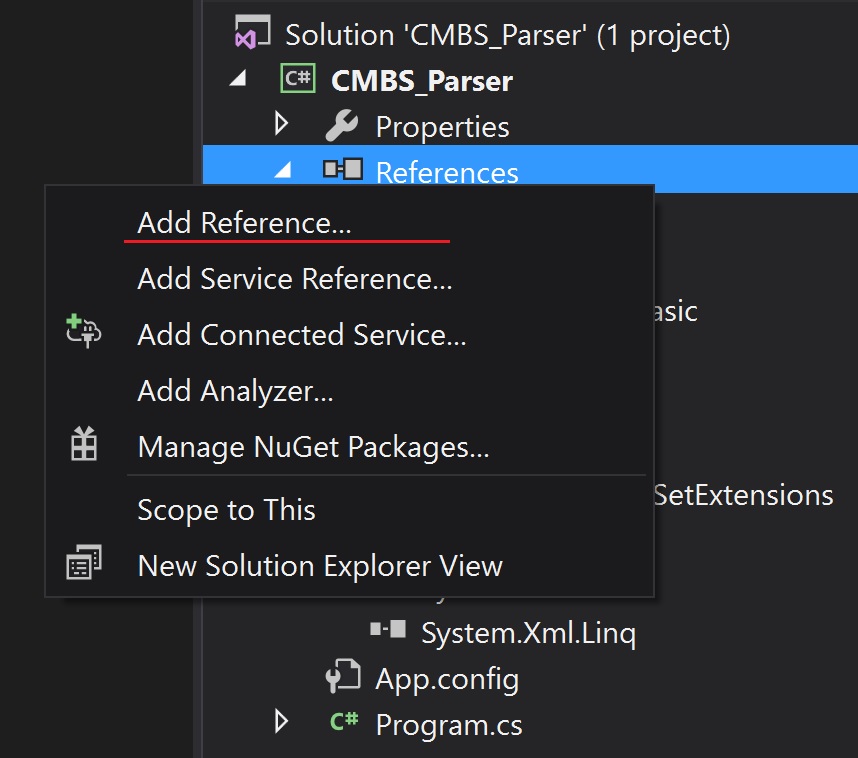 Solution 'CMBS_Parser' (1 project)
C# CMBS_Parser
Properties
References
Add Reference...
Add Service Reference...
asic
Add Connected Service...
Add Analyzer...
Manage NuGet Packages...
SetExtensions
Scope to This
New Solution Explorer View
System.Xml.Linq
App.config
C# Program.cs